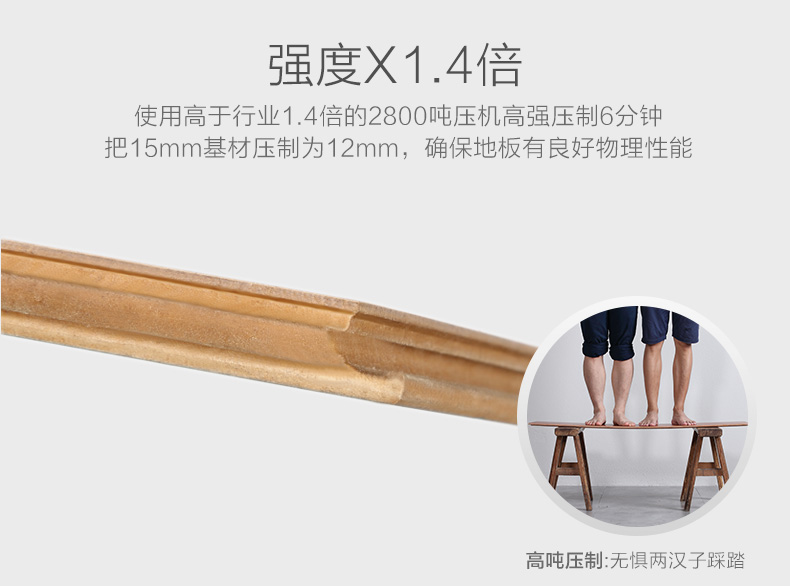 强度X1.4倍
使用高于行业1.4倍的2800吨压机高强压制6分钟
把15mm基材压制为12mm，确保地板有良好物理性能
高吨压制:无惧两汉子踩踏